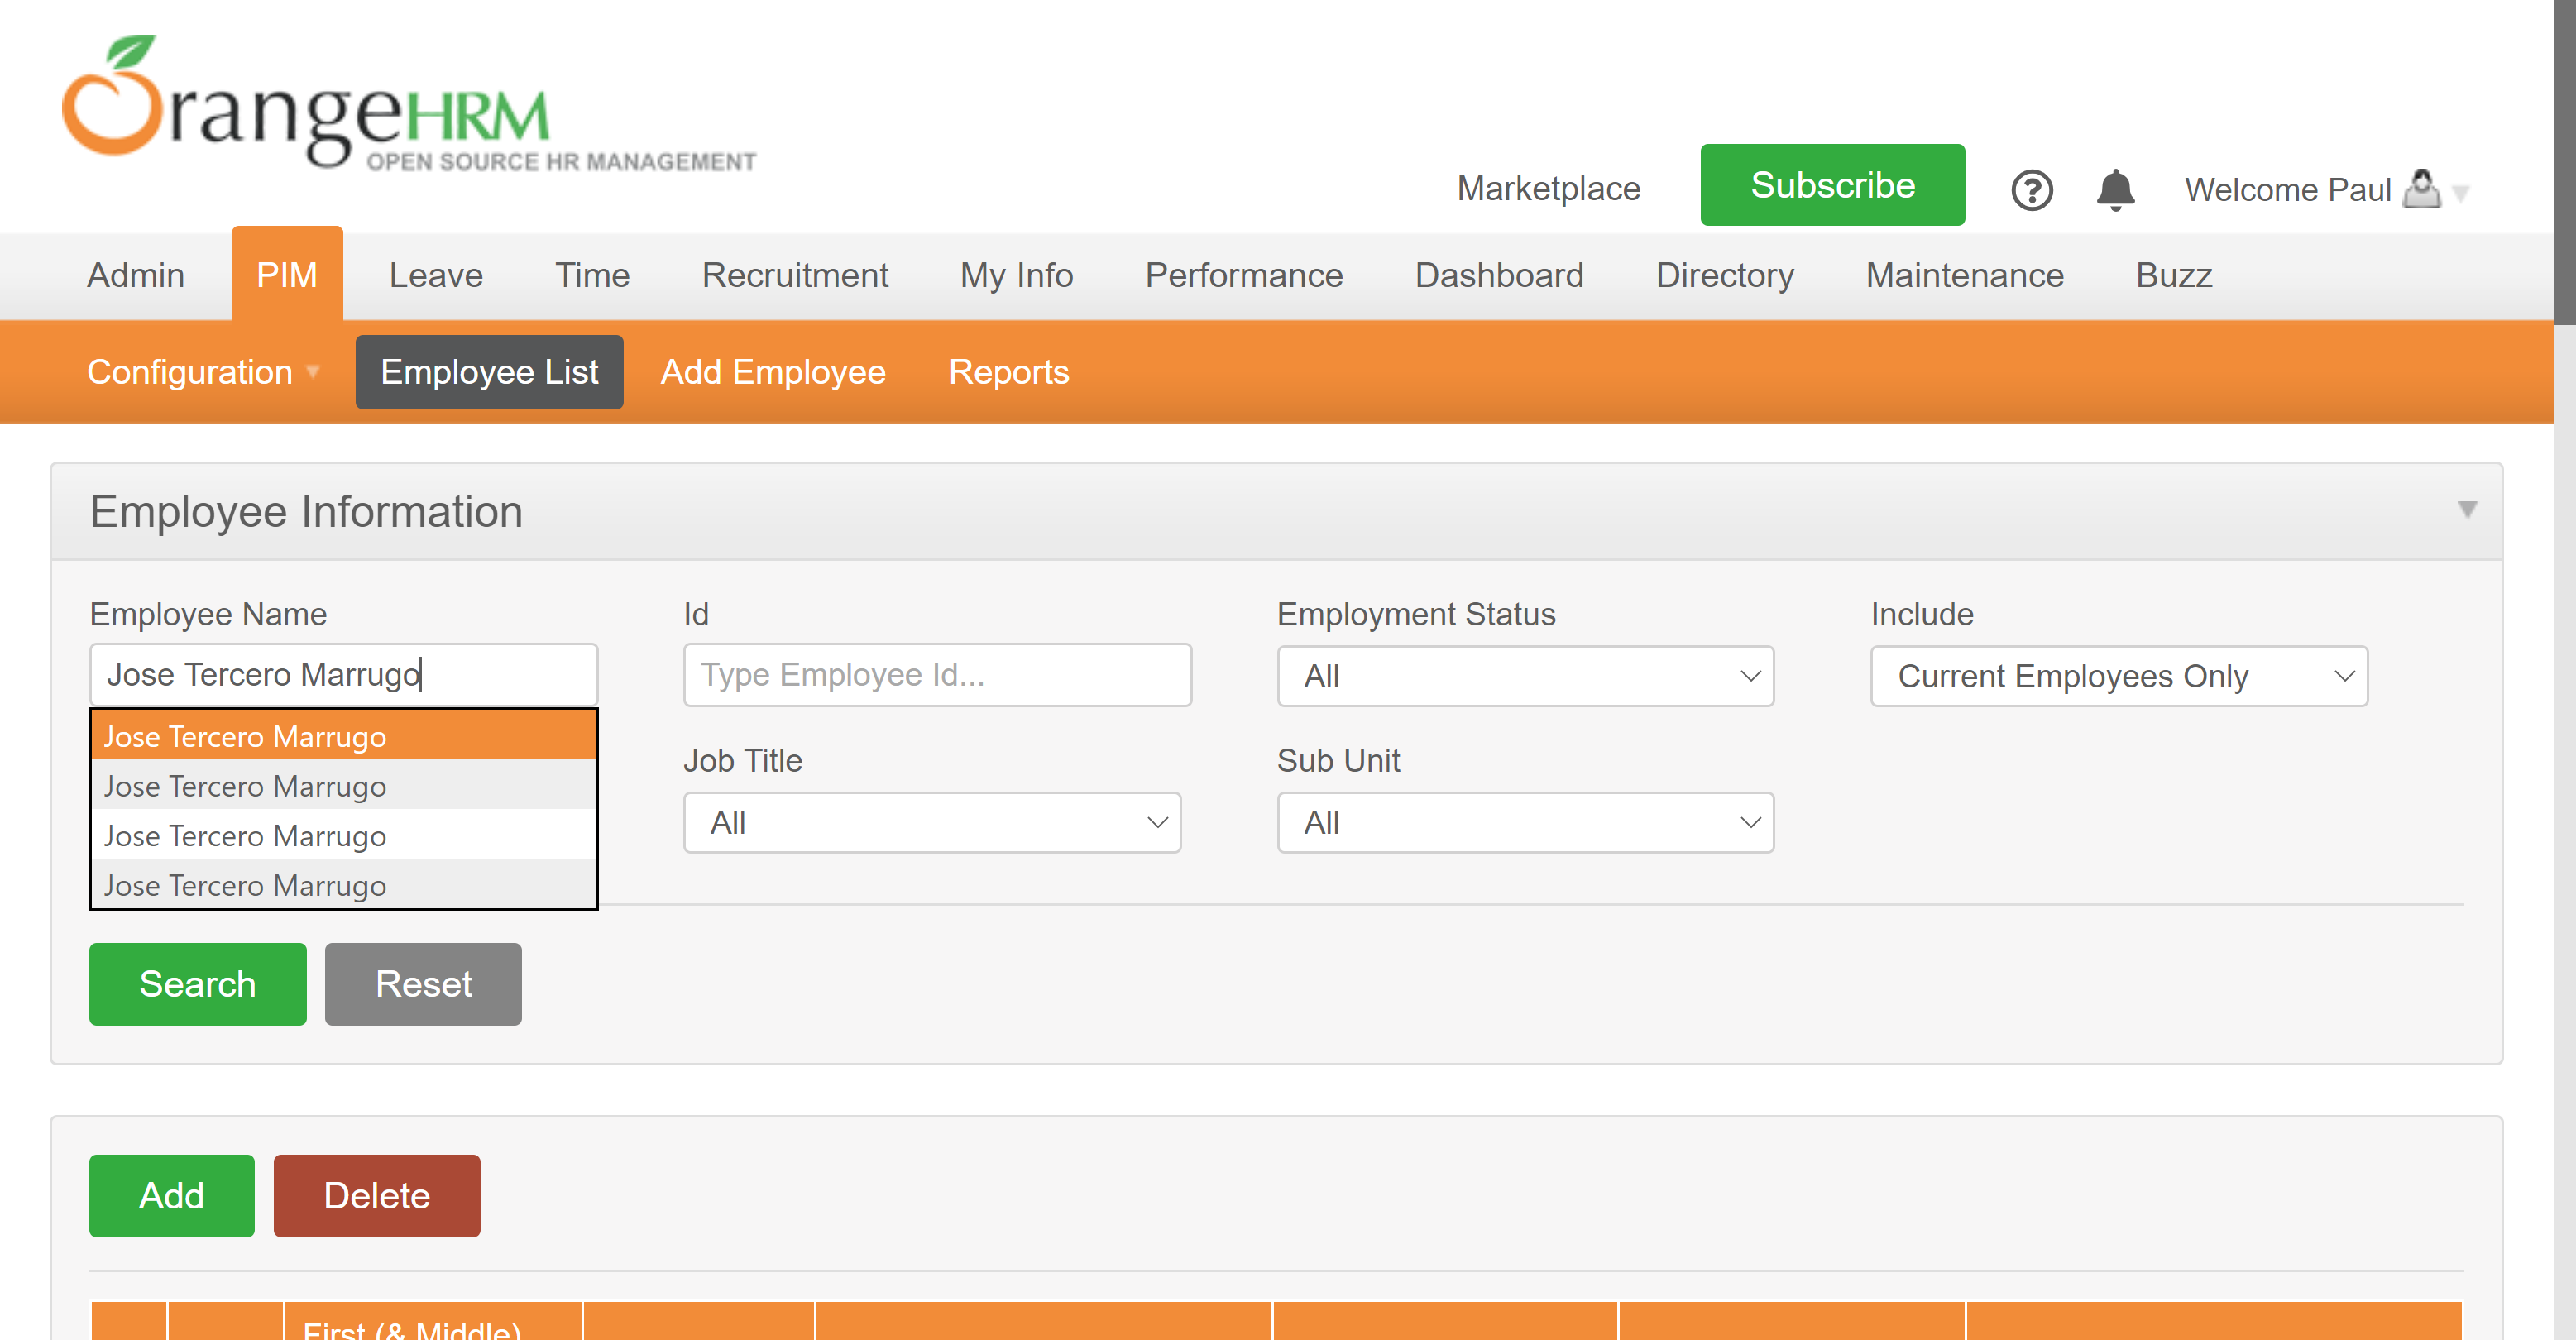 OrangeHRM
OPEN SOURCE HR MANAGEMENT
Marketplace
Subscribe
Welcome Paul
Admin
PIM
Leave
Time
Recruitment
My Info
Performance
Dashboard
Directory
Maintenance
Buzz
Configuration
Employee List
Add Employee
Reports
Employee Information
Employee Name
Id
Employment Status
Include
Jose Tercero Marrugo
Type Employee Id...
All
Current Employees Only
Jose Tercero Marrugo
Jose Tercero Marrugo
Jose Tercero Marrugo
Jose Tercero Marrugo
Job Title
Sub Unit
All
All
Search
Reset
Add
Delete
First (& Middle)